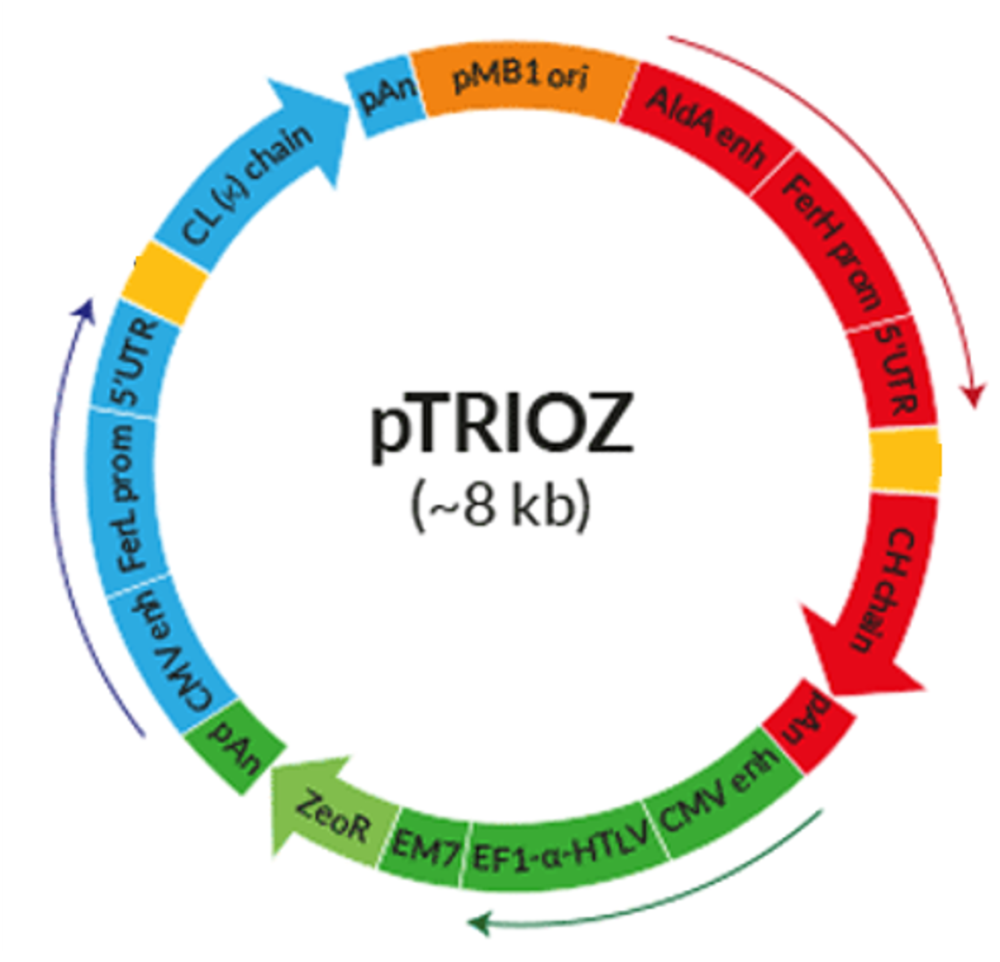 pTRIOZ
(~8 kb)
pMB1 ori
AldA enh
FerH prom
5'UTR
CH chain
pAn
CMV enh
EF1-α-HTLV
EM7
ZeoR
pAn
CMV enh
FerL prom
5'UTR
CL (κ) chain
pAn